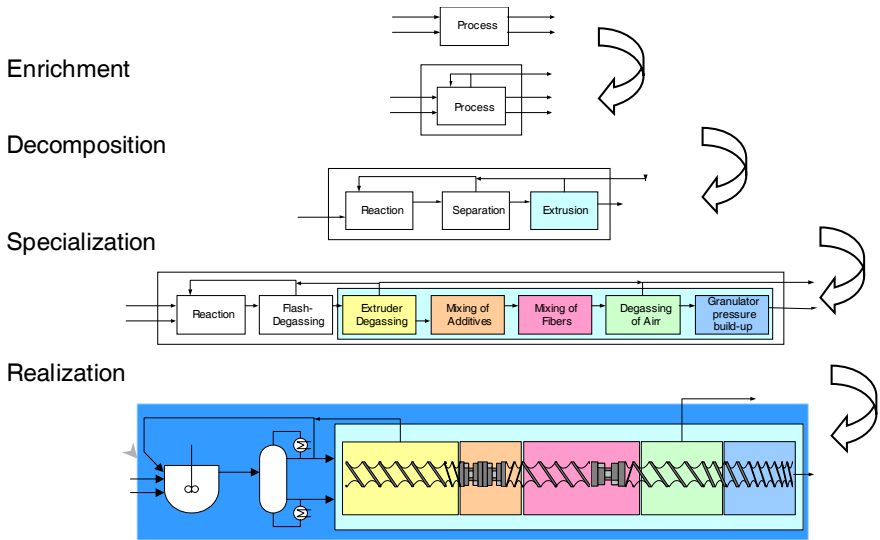 Process
Enrichment
Process
Decomposition
Reaction
Separation
Extrusion
Specialization
Reaction
Flash-
Degassing
Extruder
Degassing
Mixing of
Additives
Mixing of
Fibers
Degassing
of Airr
Granulator
pressure
build-up
Realization